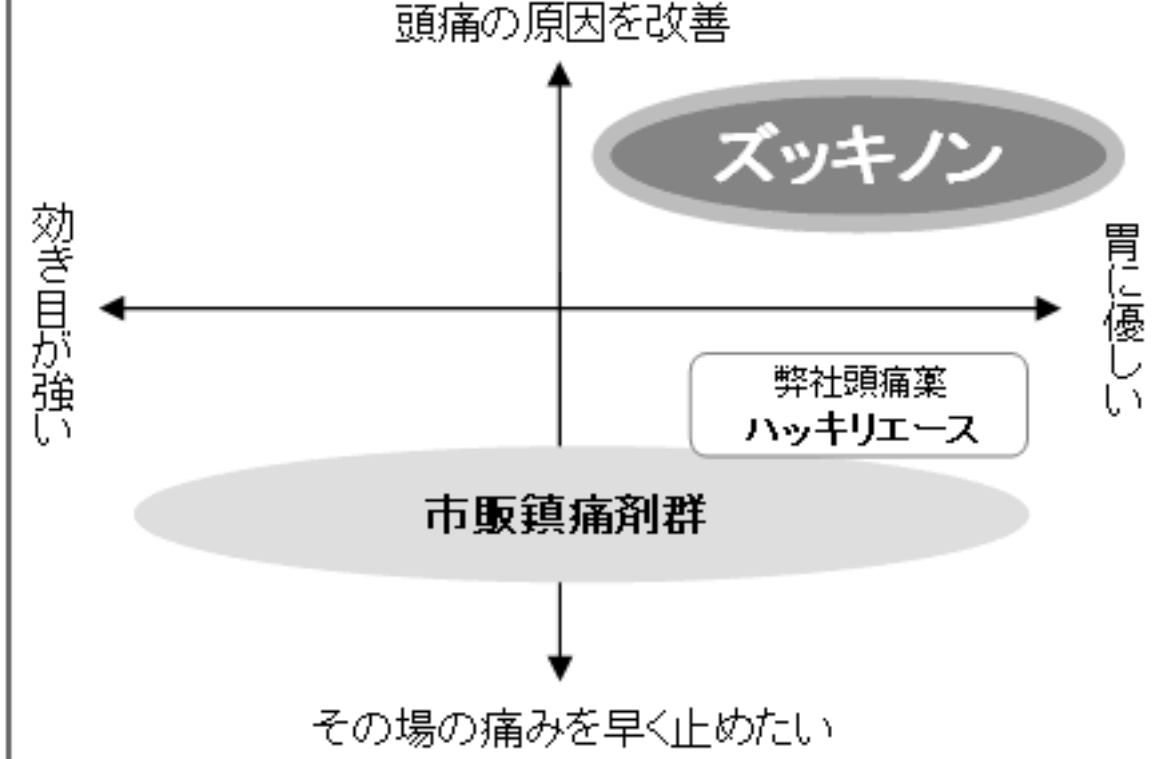 頭痛の原因を改善
ズッキノン
効き目が強い
胃に優しい
弊社頭痛薬
ハッキリエース
市販鎮痛剤群
その場の痛みを早く止めたい